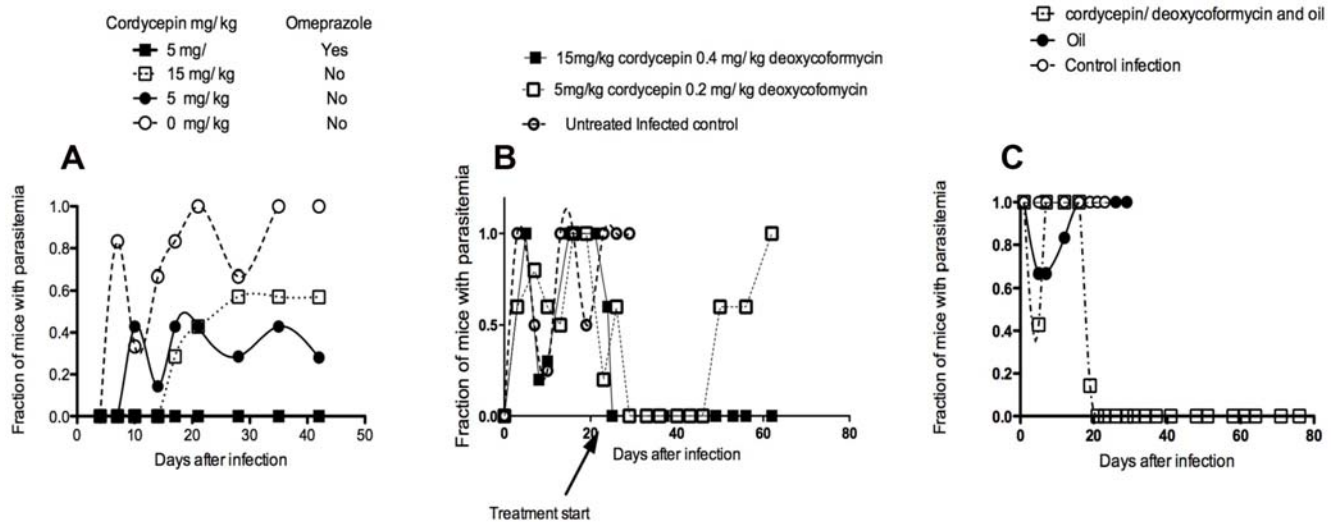 Cordycepin mg/kg Omeprazole
5 mg/ Yes
15 mg/kg No
5 mg/kg No
0 mg/kg No
15mg/kg cordycepin 0.4 mg/kg deoxycoformycin
5mg/kg cordycepin 0.2 mg/kg deoxycofomycin
Untreated Infected control
cordycepin/ deoxycoformycin and oil
Oil
Control infection
A
Fraction of mice with parasitemia
1.0
0.8
0.6
0.4
0.2
0.0
0 10 20 30 40 50
Days after infection
B
Fraction of mice with parasitemia
1.0
0.5
0.0
0 20 40 60 80
Days after infection
Treatment start
C
Fraction of mice with parasitemia
1.0
0.8
0.6
0.4
0.2
0.0
0 20 40 60 80
Days after infection